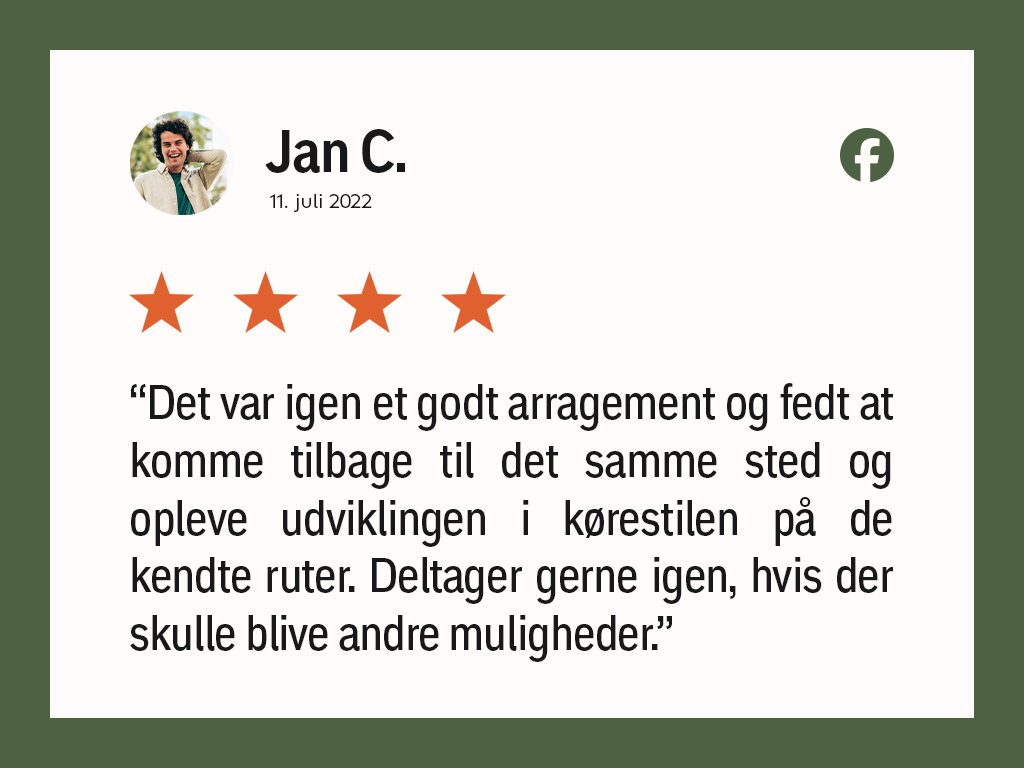 Jan C.
11. juli 2022
“Det var igen et godt arragement og fedt at
komme tilbage til det samme sted og
opleve udviklingen i kørestilen på de
kendte ruter. Deltager gerne igen, hvis der
skulle blive andre muligheder.”